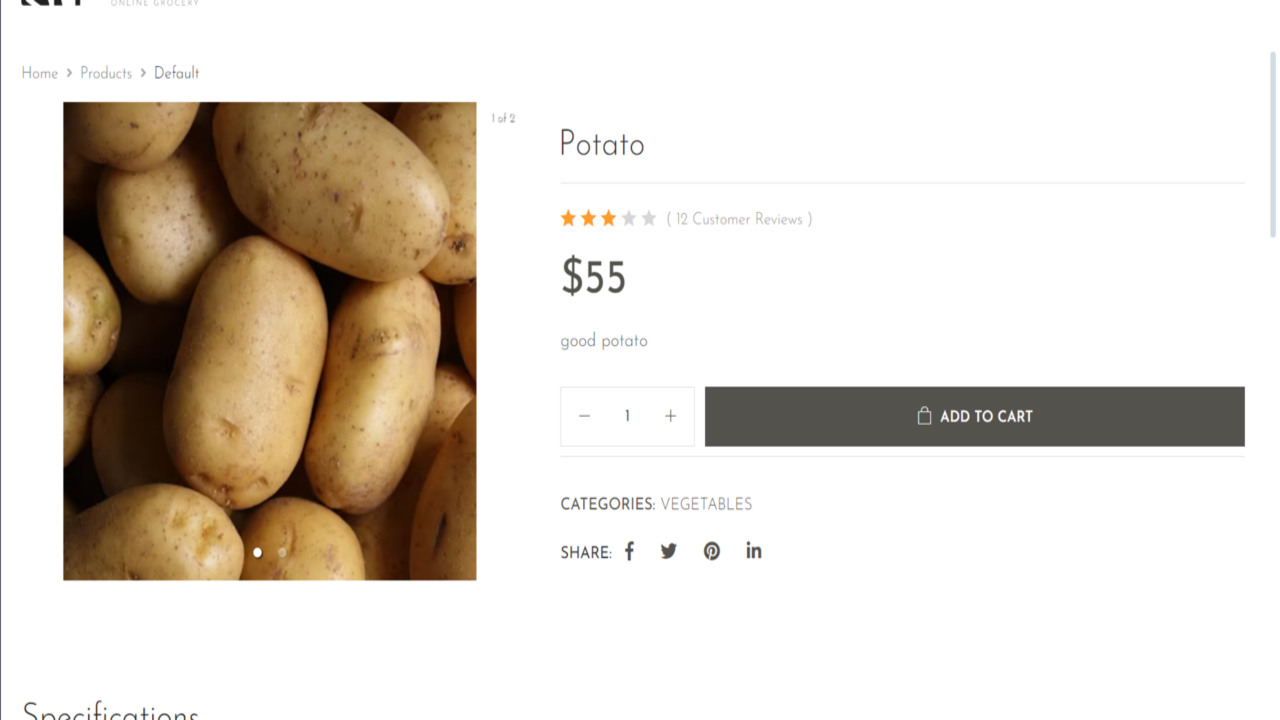 ONLINE GROCERY
Home > Products > Default
1 of 2
Potato
( 12 Customer Reviews )
$55
good potato
− 1 +
ADD TO CART
CATEGORIES: VEGETABLES
SHARE:
Specifications